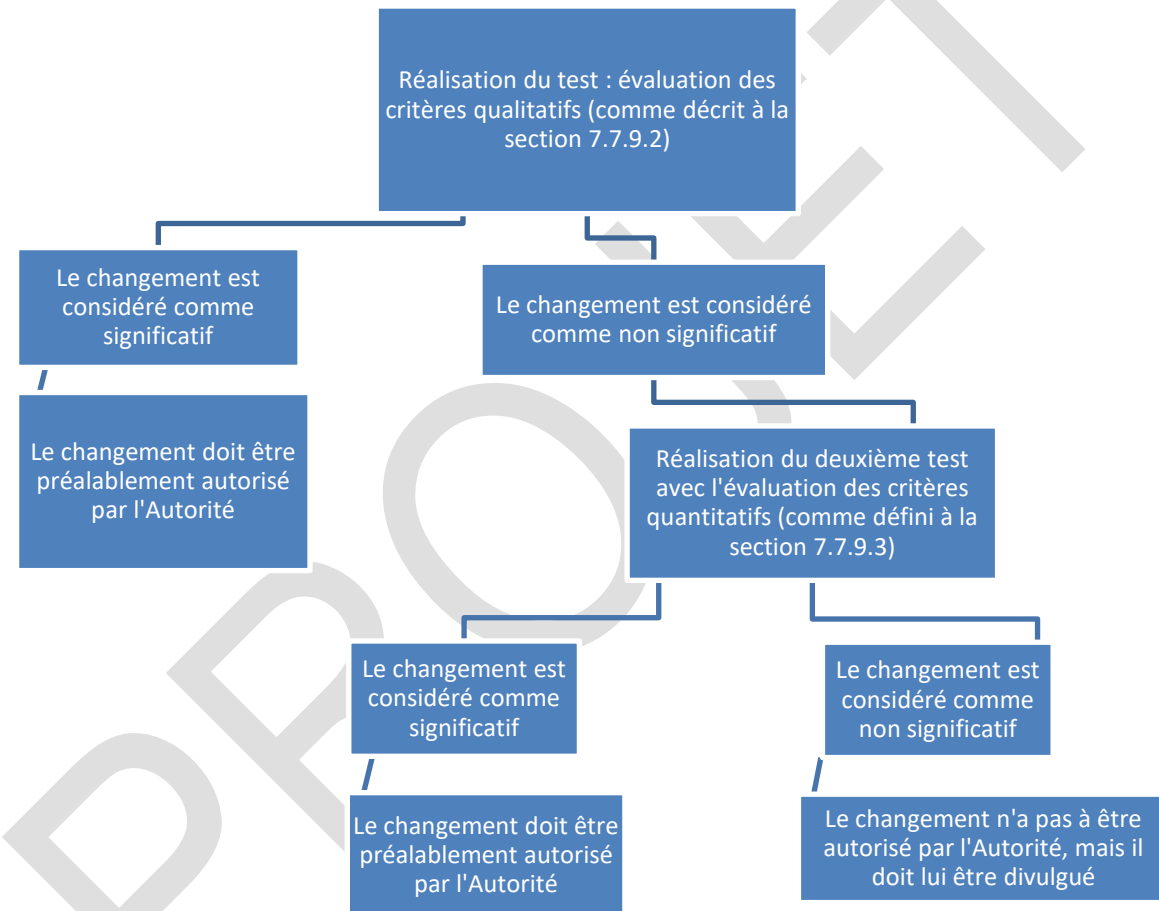 Réalisation du test : évaluation des
critères qualitatifs (comme décrit à la
section 7.7.9.2)
Le changement est
considéré comme
significatif
Le changement est considéré
comme non significatif
Le changement doit être
préalablement autorisé
par l'Autorité
Réalisation du deuxième test
avec l'évaluation des critères
quantitatifs (comme défini à la
section 7.7.9.3)
Le changement est
considéré comme
significatif
Le changement est
considéré comme
non significatif
Le changement doit être
préalablement autorisé
par l'Autorité
Le changement n'a pas à être
autorisé par l'Autorité, mais il
doit lui être divulgué
PROJET